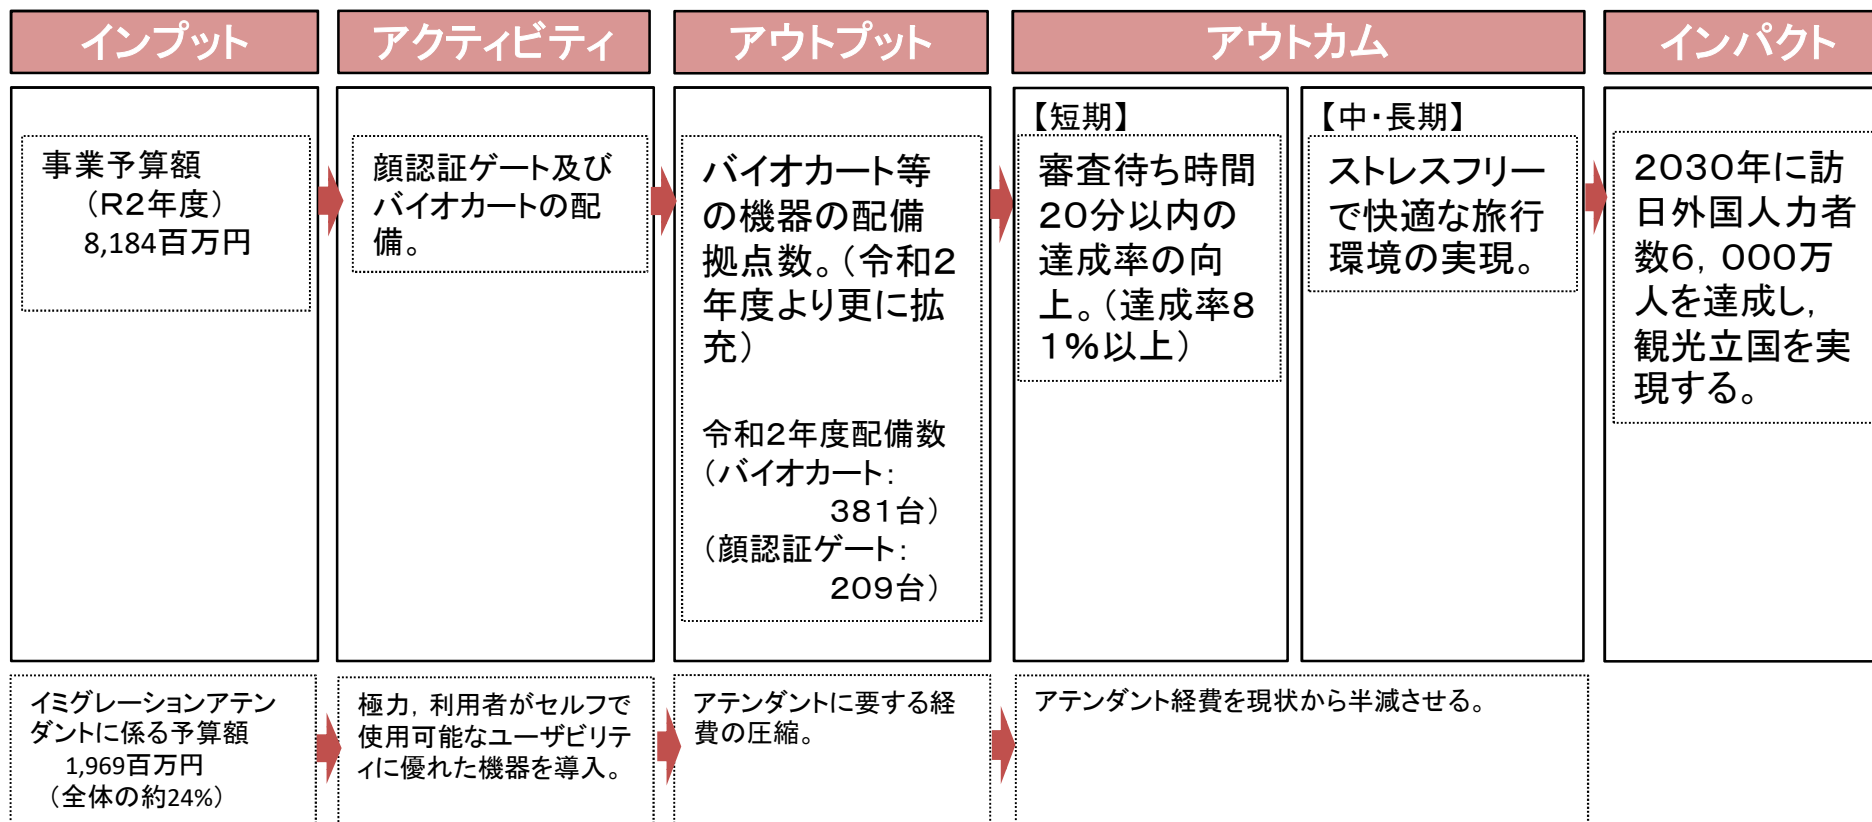 インプット
アクティビティ
アウトプット
アウトカム
インパクト
事業予算額
(R2年度)
8,184百万円
顔認証ゲート及び
バイオカートの配
備。
バイオカート等
の機器の配備
拠点数。(令和2
年度より更に拡
充)
令和2年度配備数
(バイオカート:
381台)
(顔認証ゲート:
209台)
【短期】
審査待ち時間
20分以内の
達成率の向
上。(達成率8
1%以上)
【中・長期】
ストレスフリー
で快適な旅行
環境の実現。
2030年に訪
日外国人力者
数6,000万
人を達成し,
観光立国を実
現する。
イミグレーションアテン
ダントに係る予算額
1,969百万円
(全体の約24%)
極力,利用者がセルフで
使用可能なユーザビリテ
ィに優れた機器を導入。
アテンダントに要する経
費の圧縮。
アテンダント経費を現状から半減させる。